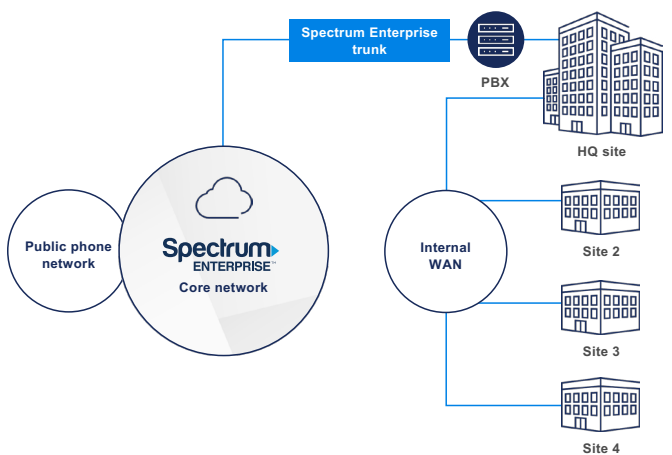 Spectrum Enterprise
trunk
PBX
HQ site
Public phone
network
Spectrum
ENTERPRISE™
Core network
Internal
WAN
Site 2
Site 3
Site 4